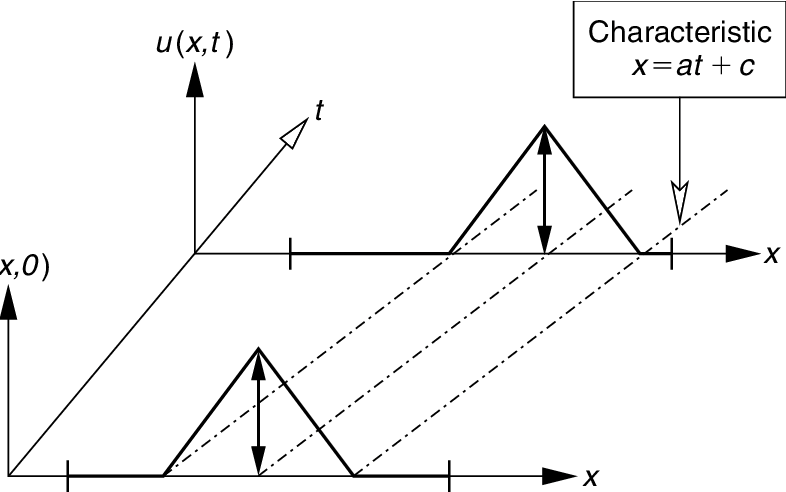 Characteristic
x=at + c
u(x,t)
t
x
x,0)
x